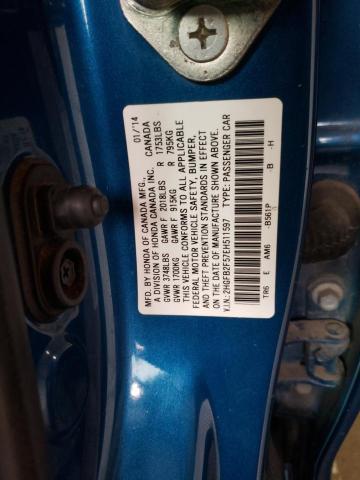 MFD. BY HONDA OF CANADA MFG., 01/'14
A DIVISION OF HONDA CANADA INC. CANADA
GVWR 3748LBS GAWR F 2018LBS R 1753LBS
GVWR 1700KG GAWR F 915KG R 795KG
THIS VEHICLE CONFORMS TO ALL APPLICABLE
FEDERAL MOTOR VEHICLE SAFETY, BUMPER,
AND THEFT PREVENTION STANDARDS IN EFFECT
ON THE DATE OF MANUFACTURE SHOWN ABOVE.
V.I.N.:2HGFB2F57EH511597 TYPE:PASSENGER CAR
TR6 E AM6 -B561P -B -H